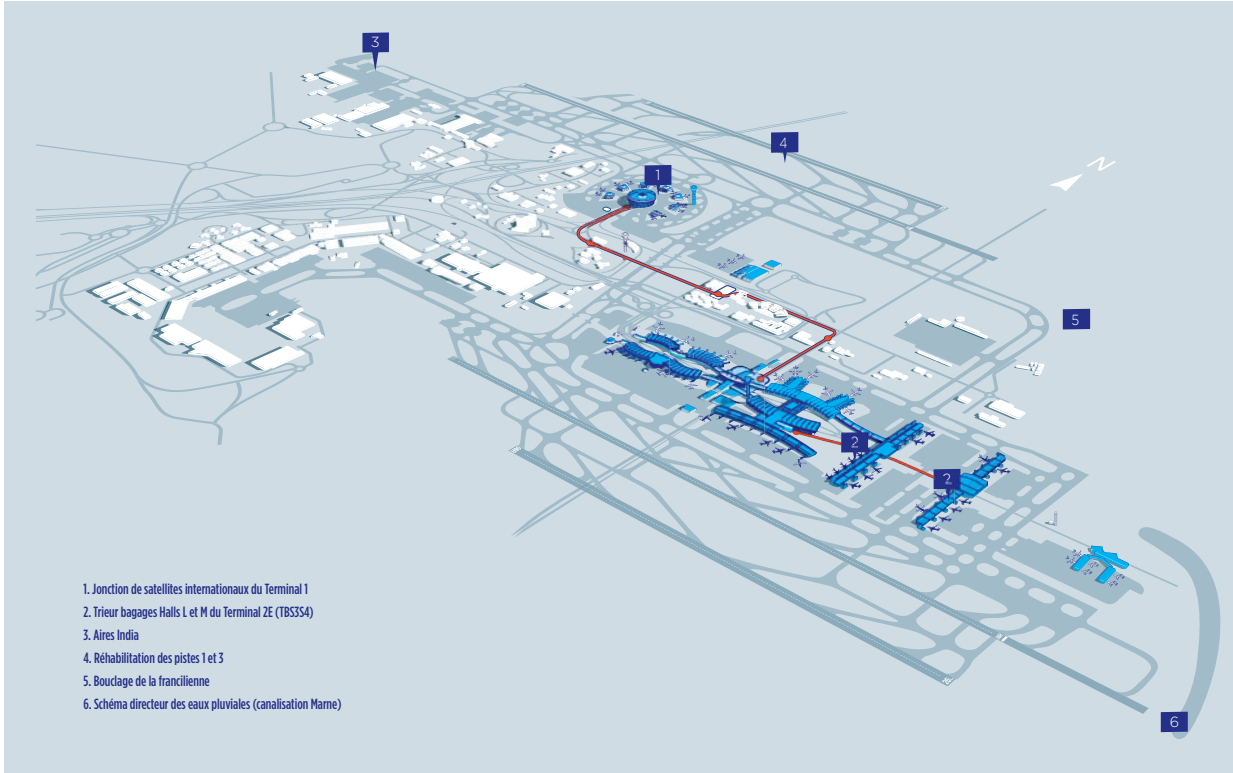 3
4
1
N
5
2
2
6
1. Jonction de satellites internationaux du Terminal 1
2. Trieur bagages Halls L et M du Terminal 2E (TBS3S4)
3. Aires India
4. Réhabilitation des pistes 1 et 3
5. Bouclage de la francilienne
6. Schéma directeur des eaux pluviales (canalisation Marne)